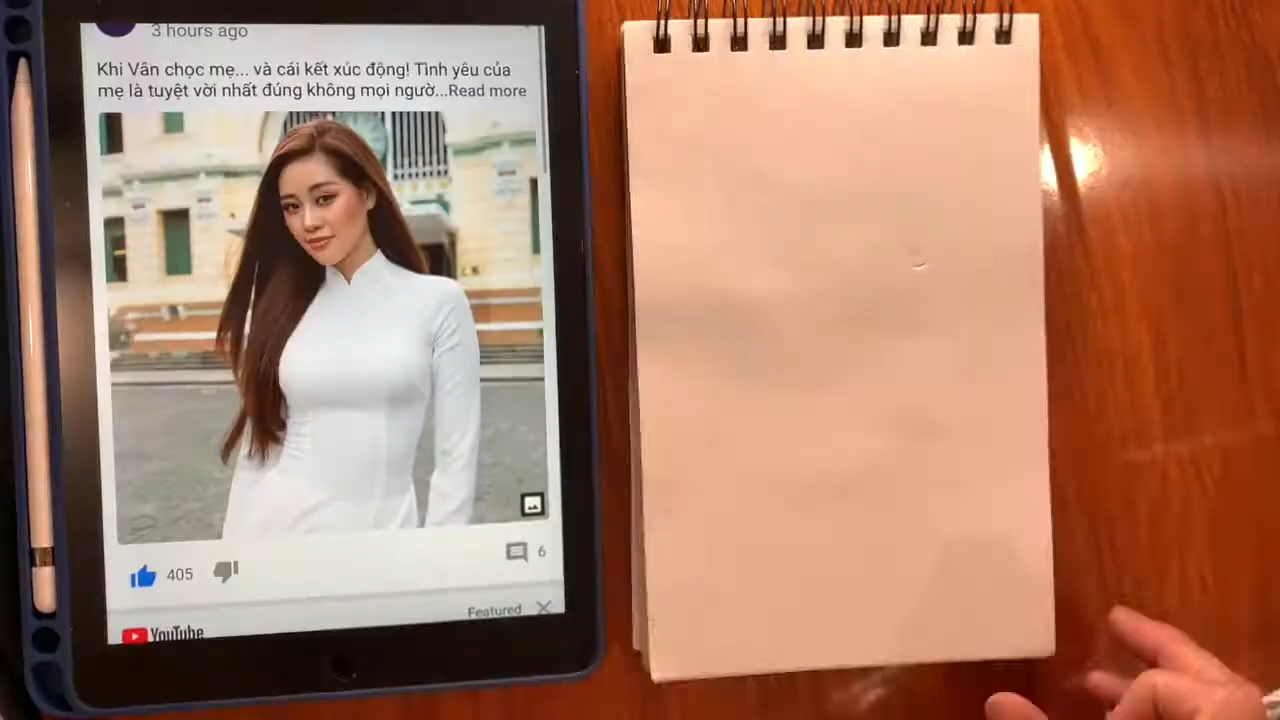 3 hours ago
Khi Vân chọc mẹ... và cái kết xúc động! Tình yêu của
mẹ là tuyệt vời nhất đúng không mọi ngườ...Read more
405
6
Featured
YouTube